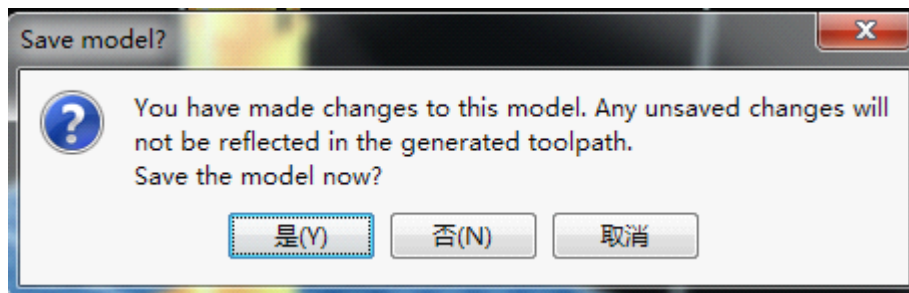 Save model?
You have made changes to this model. Any unsaved changes will
not be reflected in the generated toolpath.
Save the model now?
是(Y) 否(N) 取消